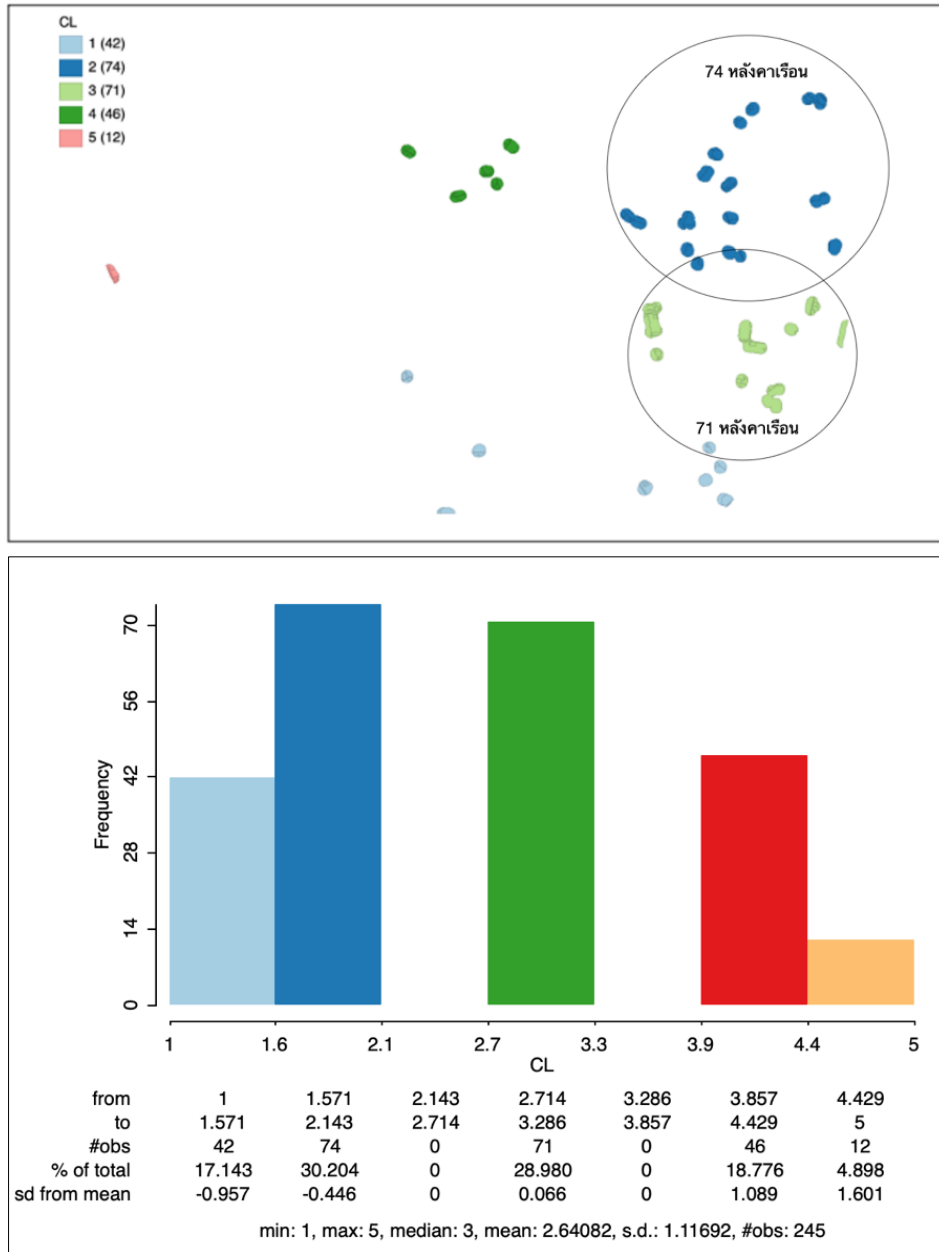 CL
1 (42)
2 (74)
3 (71)
4 (46)
5 (12)
74 หลังคาเรือน
71 หลังคาเรือน
Frequency
70
56
42
28
14
0
1 1.6 2.1 2.7 3.3 3.9 4.4 5
CL
from 1 1.571 2.143 2.714 3.286 3.857 4.429
to 1.571 2.143 2.714 3.286 3.857 4.429 5
#obs 42 74 0 71 0 46 12
% of total 17.143 30.204 0 28.980 0 18.776 4.898
sd from mean -0.957 -0.446 0 0.066 0 1.089 1.601
min: 1, max: 5, median: 3, mean: 2.64082, s.d.: 1.11692, #obs: 245